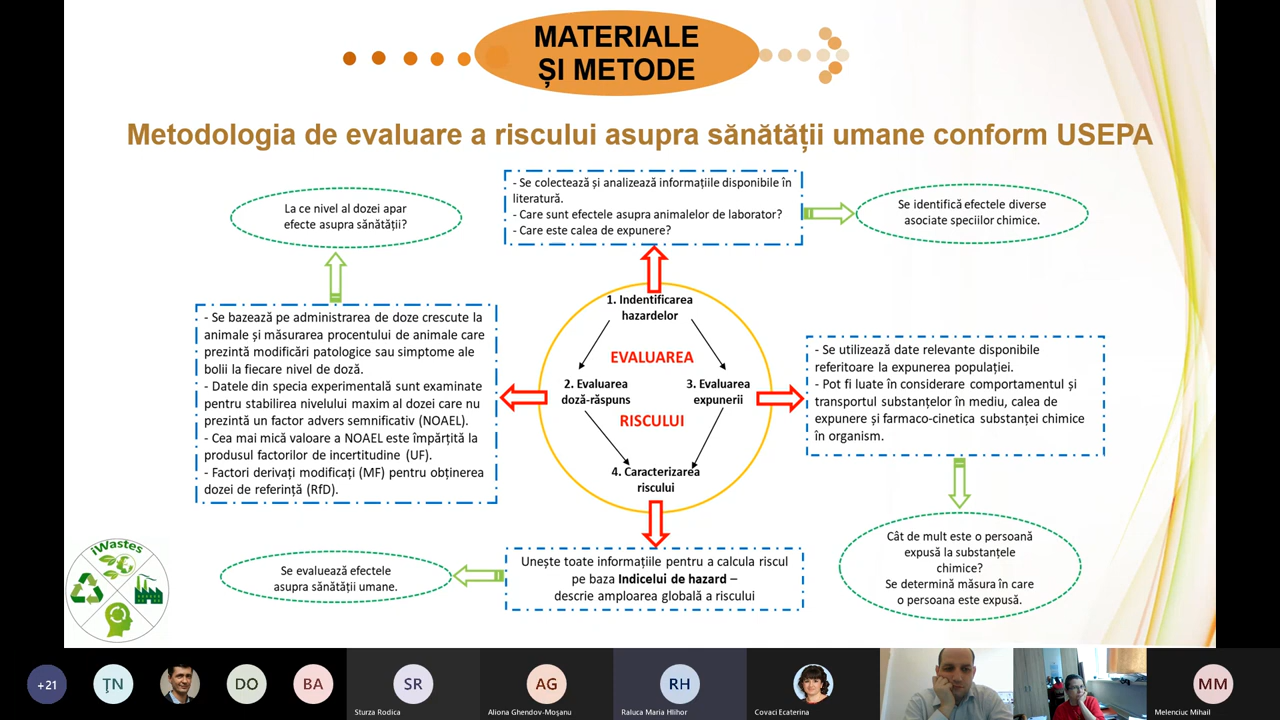 MATERIALE
ȘI METODE
Metodologia de evaluare a riscului asupra sănătății umane conform USEPA
La ce nivel al dozei apar
efecte asupra sănătății?
- Se colectează și analizează informațiile disponibile în
literatură.
- Care sunt efectele asupra animalelor de laborator?
- Care este calea de expunere?
Se identifică efectele diverse
asociate speciilor chimice.
- Se bazează pe administrarea de doze crescute la
animale și măsurarea procentului de animale care
prezintă modificări patologice sau simptome ale
bolii la fiecare nivel de doză.
- Datele din specia experimentală sunt examinate
pentru stabilirea nivelului maxim al dozei care nu
prezintă un factor advers semnificativ (NOAEL).
- Cea mai mică valoare a NOAEL este împărțită la
produsul factorilor de incertitudine (UF).
- Factori derivați modificați (MF) pentru obținerea
dozei de referință (RfD).
1. Indentificarea
hazardelor
EVALUAREA
2. Evaluarea
doză-răspuns
3. Evaluarea
expunerii
RISCULUI
4. Caracterizarea
riscului
- Se utilizează date relevante disponibile
referitoare la expunerea populației.
- Pot fi luate în considerare comportamentul și
transportul substanțelor în mediu, calea de
expunere și farmaco-cinetica substanței chimice
în organism.
Cât de mult este o persoană
expusă la substanțele
chimice?
Se determină măsura în care
o persoana este expusă.
Unește toate informațiile pentru a calcula riscul
pe baza Indicelui de hazard –
descrie amploarea globală a riscului
Se evaluează efectele
asupra sănătății umane.
iWastes
+21
ŢN
DO
BA
SR
Sturza Rodica
AG
Aliona Ghendov-Moșanu
RH
Raluca Maria Hlihor
Covaci Ecaterina
MM
Melenciuc Mihail